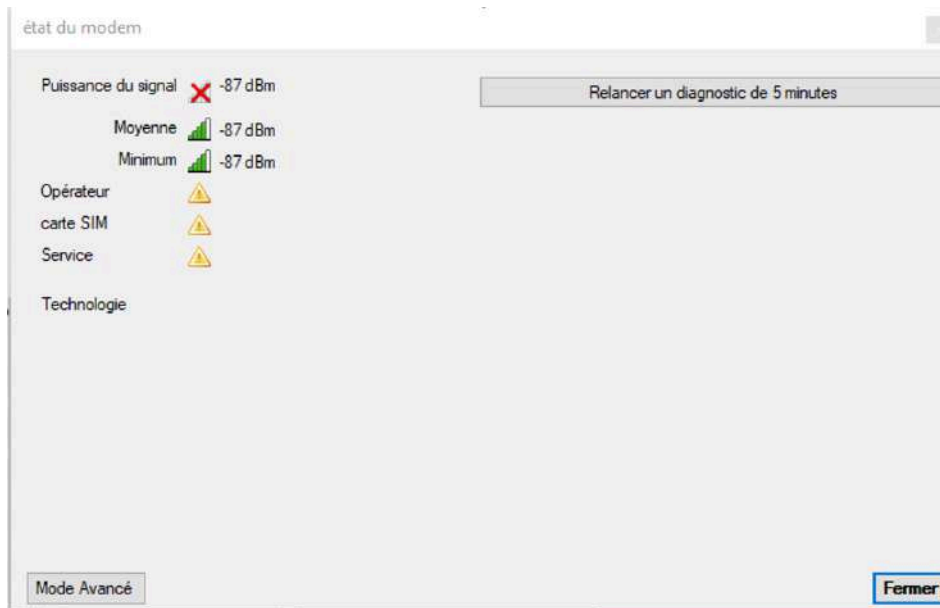 état du modem
Puissance du signal -87 dBm
Relancer un diagnostic de 5 minutes
Moyenne -87 dBm
Minimum -87 dBm
Opérateur
carte SIM
Service
Technologie
Mode Avancé
Fermer